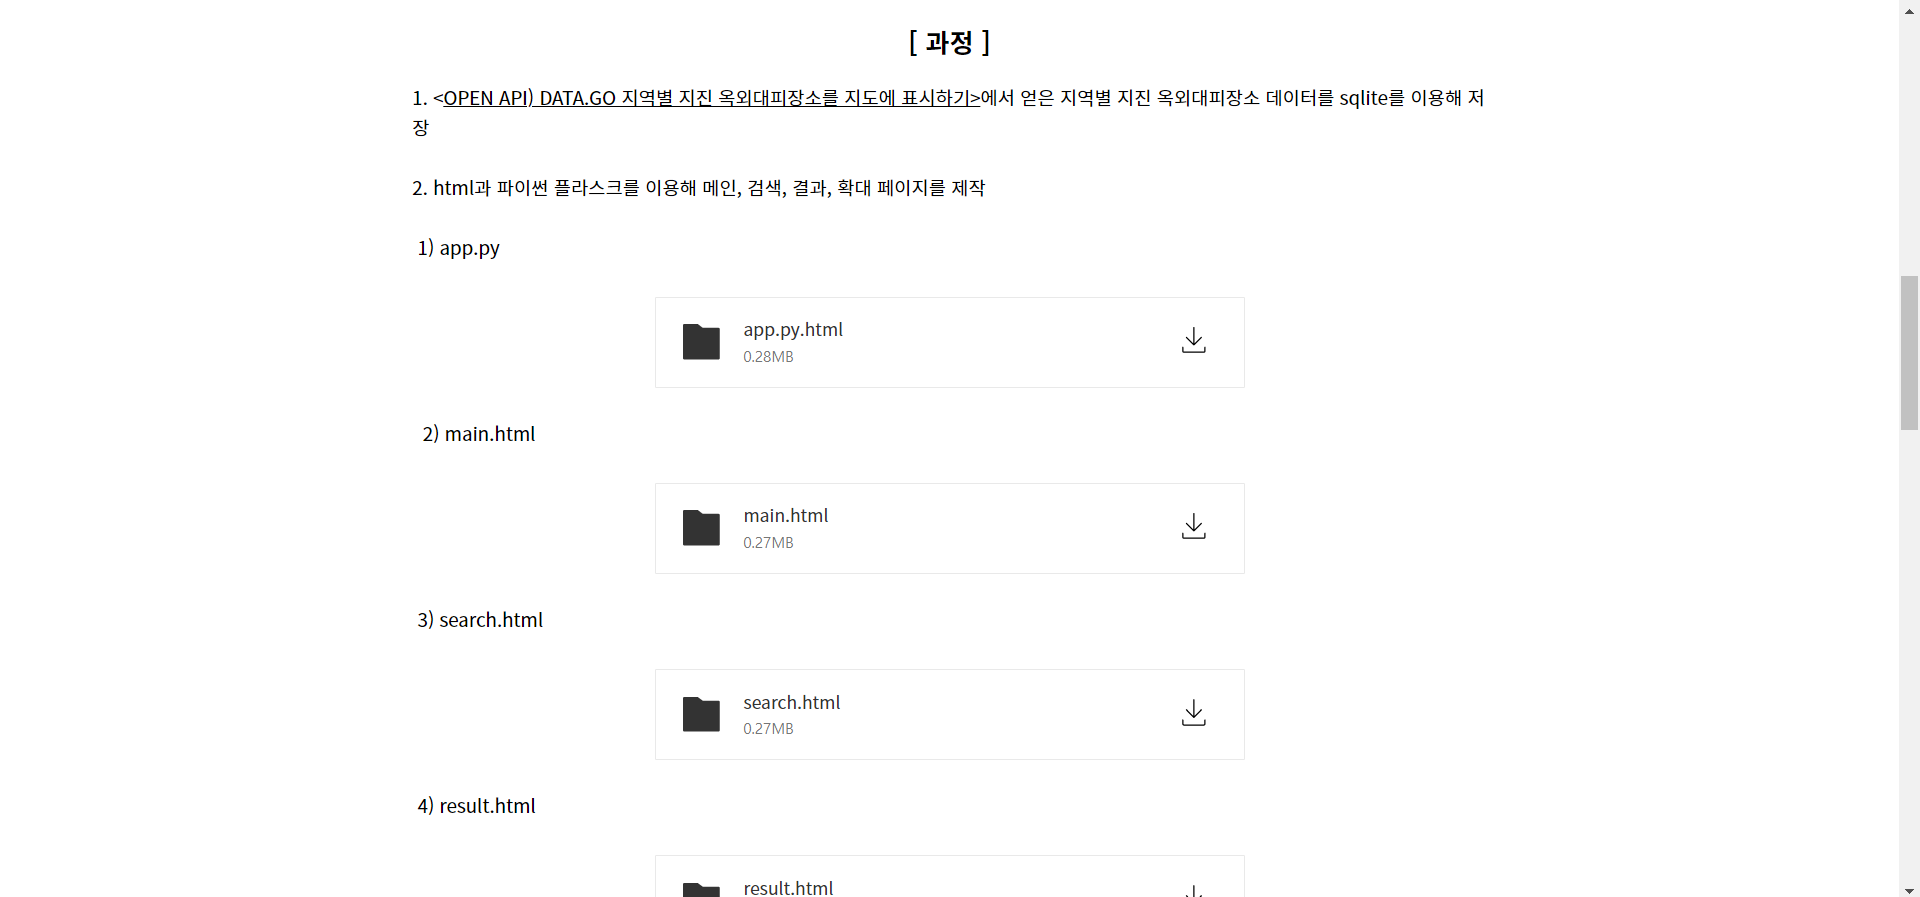 [ 과정 ]
1. <OPEN API) DATA.GO 지역별 지진 옥외대피장소를 지도에 표시하기>에서 얻은 지역별 지진 옥외대피장소 데이터를 sqlite를 이용해 저
장
2. html과 파이썬 플라스크를 이용해 메인, 검색, 결과, 확대 페이지를 제작
1) app.py
app.py.html
0.28MB
2) main.html
main.html
0.27MB
3) search.html
search.html
0.27MB
4) result.html
result.html